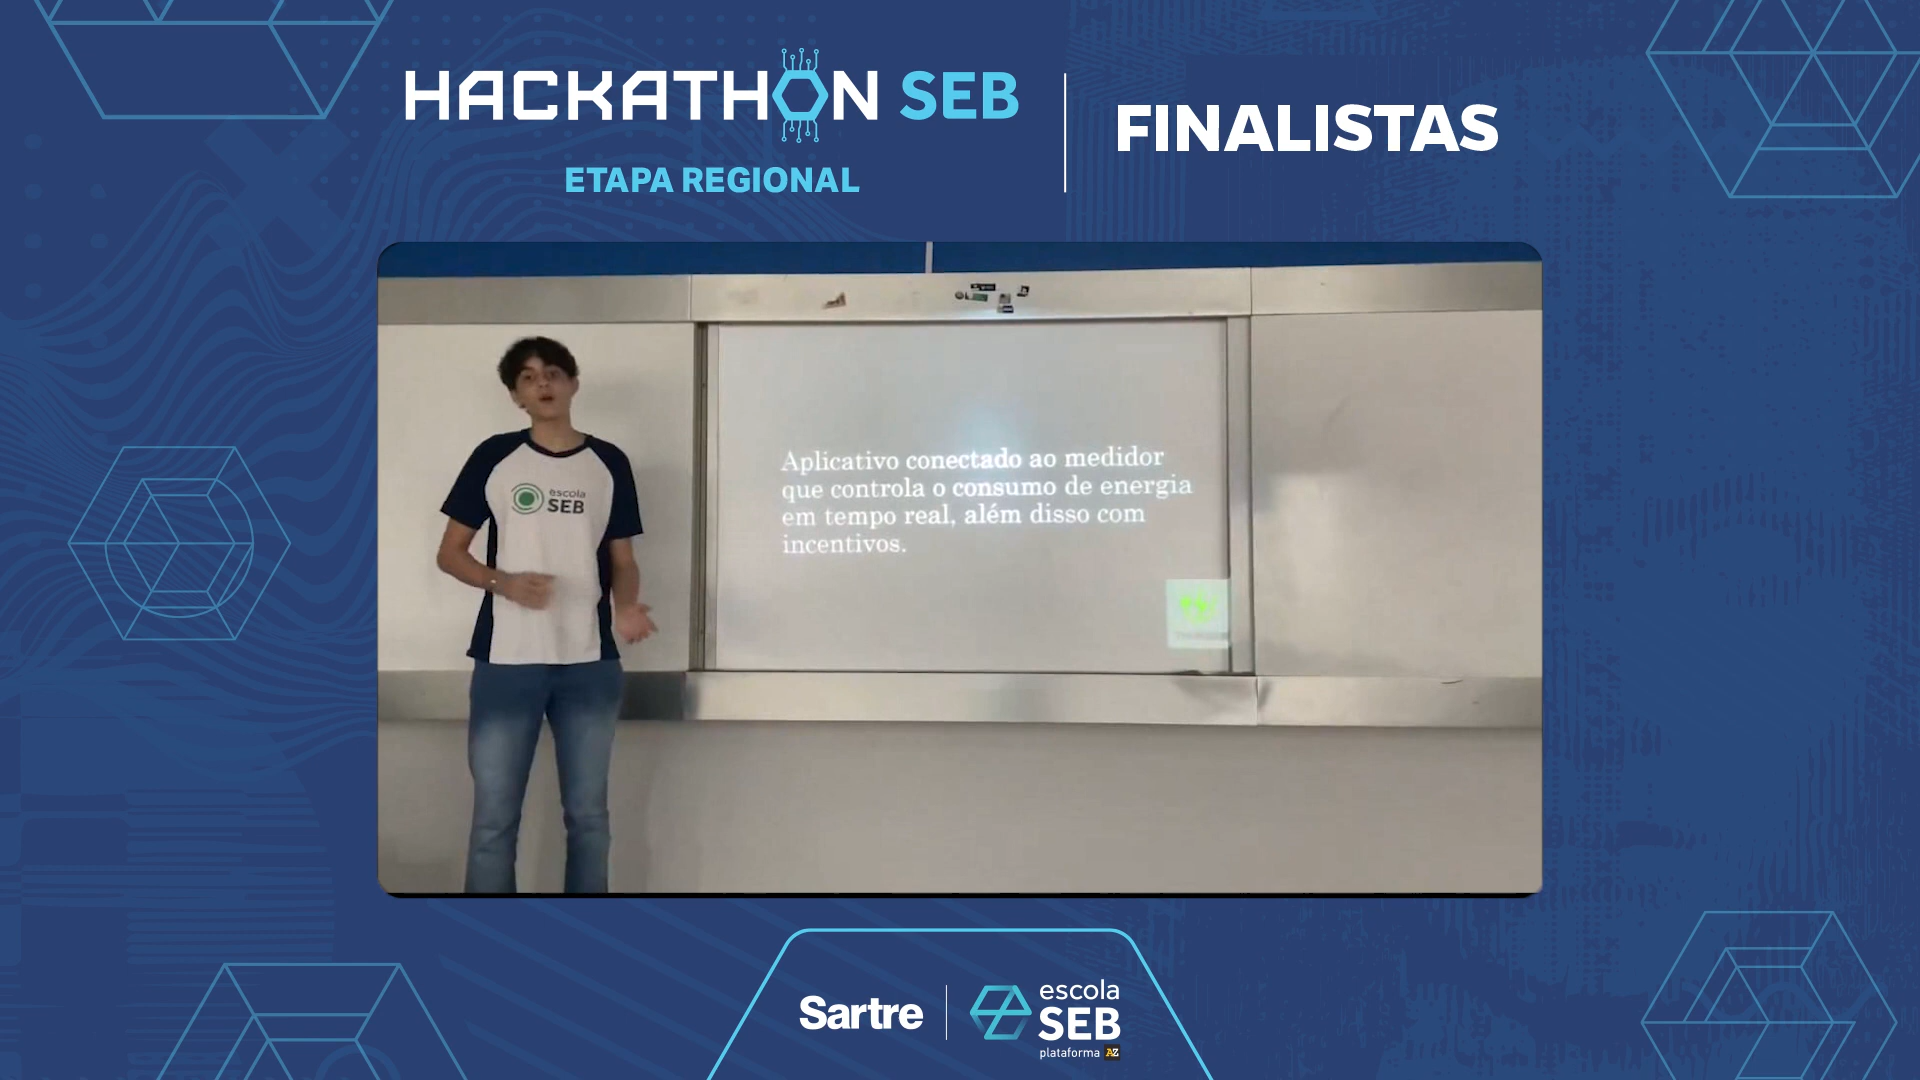 HACKATHON SEB
ETAPA REGIONAL
FINALISTAS
Aplicativo conectado ao medidor
que controla o consumo de energia
em tempo real, além disso com
incentivos.
escola
SEB
Sartre
escola
SEB
plataforma AZ